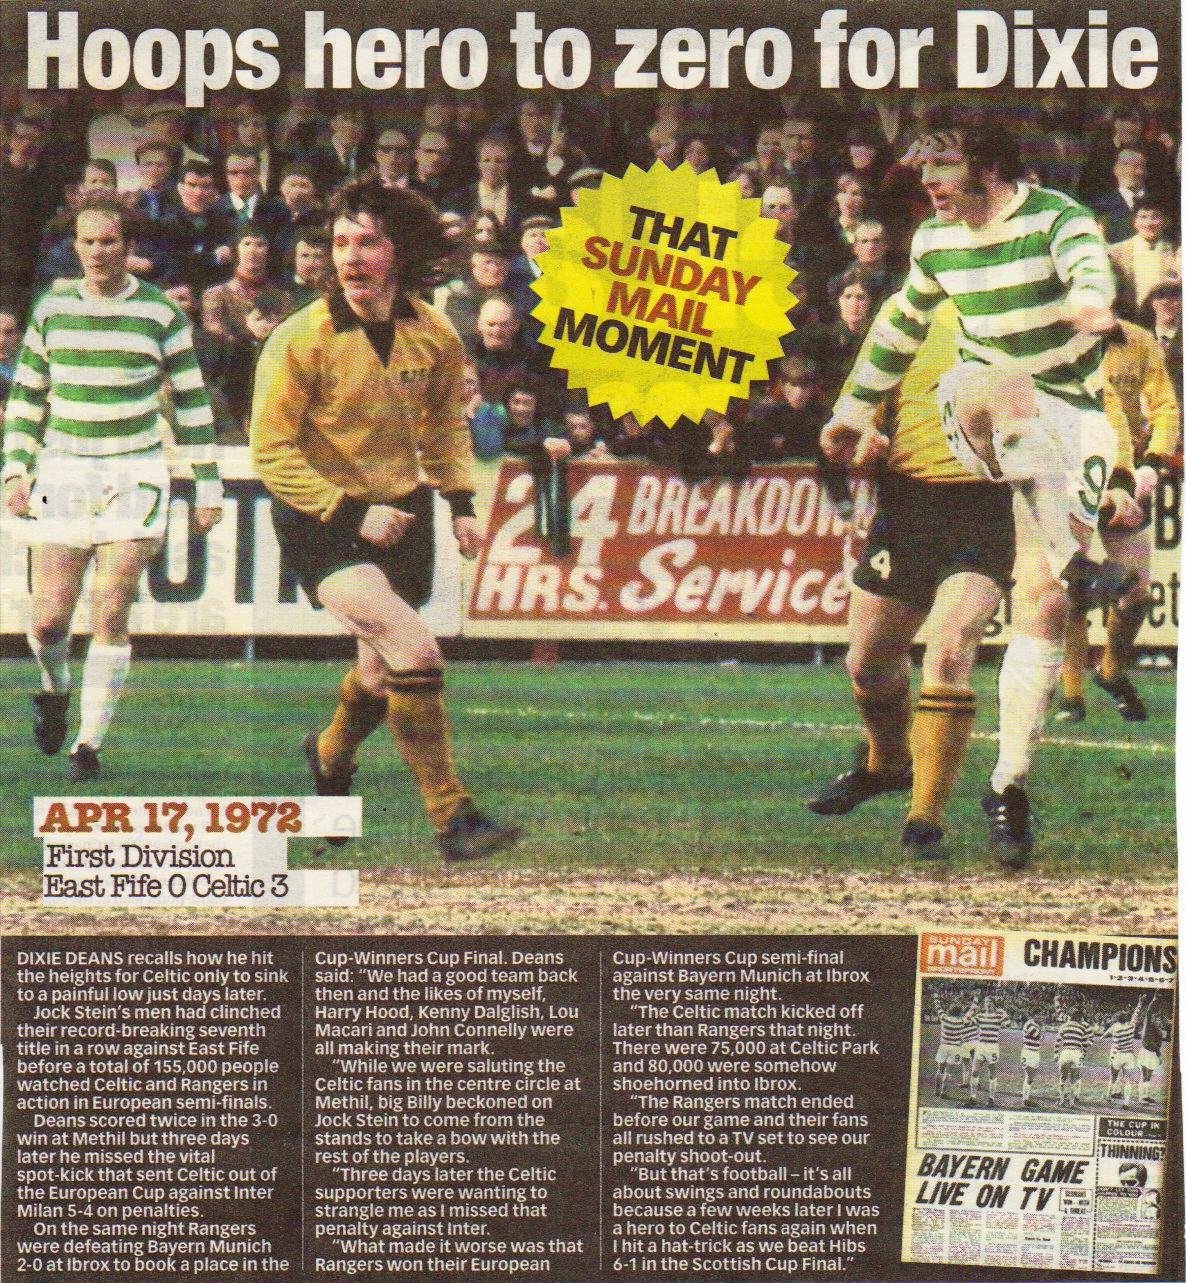 Hoops hero to zero for Dixie
THAT
SUNDAY
MAIL
MOMENT
24
HRS.
BREAKDOWN
Service
4
9
7
APR 17, 1972
First Division
East Fife 0 Celtic 3
DIXIE DEANS recalls how he hit
the heights for Celtic only to sink
to a painful low just days later.
Jock Stein's men had clinched
their record-breaking seventh
title in a row against East Fife
before a total of 155,000 people
watched Celtic and Rangers in
action in European semi-finals.
Deans scored twice in the 3-0
win at Methil but three days
later he missed the vital
spot-kick that sent Celtic out of
the European Cup against Inter
Milan 5-4 on penalties.
On the same night Rangers
were defeating Bayern Munich
2-0 at Ibrox to book a place in the
Cup-Winners Cup Final. Deans
said: "We had a good team back
then and the likes of myself,
Harry Hood, Kenny Dalglish, Lou
Macari and John Connelly were
all making their mark.
"While we were saluting the
Celtic fans in the centre circle at
Methil, big Billy beckoned on
Jock Stein to come from the
stands to take a bow with the
rest of the players.
"Three days later the Celtic
supporters were wanting to
strangle me as I missed that
penalty against Inter.
"What made it worse was that
Rangers won their European
Cup-Winners Cup semi-final
against Bayern Munich at Ibrox
the very same night.
"The Celtic match kicked off
later than Rangers that night.
There were 75,000 at Celtic Park
and 80,000 were somehow
shoehorned into Ibrox.
"The Rangers match ended
before our game and their fans
all rushed to a TV set to see our
penalty shoot-out.
"But that's football – it's all
about swings and roundabouts
because a few weeks later I was
a hero to Celtic fans again when
I hit a hat-trick as we beat Hibs
6-1 in the Scottish Cup Final."
SUNDAY
mail
SPORTSFRONT
CHAMPIONS
1-2-3-4-5-6-7
THE CUP IN
COLOUR
THINNING?
BAYERN GAME
LIVE ON TV